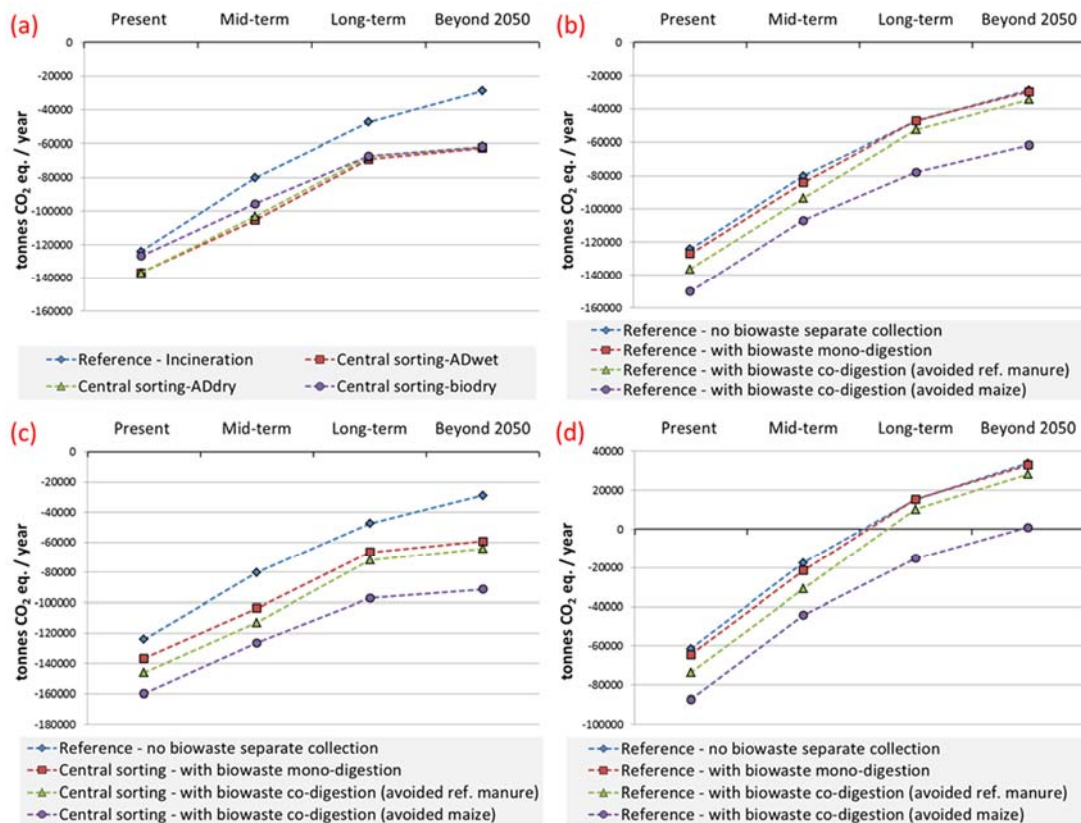 (a)
Present Mid-term Long-term Beyond 2050
0
-20000
-40000
-60000
-80000
-100000
-120000
-140000
-160000
tonnes CO₂ eq. / year
Reference - Incineration
Central sorting-ADwet
Central sorting-ADdry
Central sorting-biodry
(b)
Present Mid-term Long-term Beyond 2050
0
-20000
-40000
-60000
-80000
-100000
-120000
-140000
-160000
tonnes CO₂ eq. / year
Reference - no biowaste separate collection
Reference - with biowaste mono-digestion
Reference - with biowaste co-digestion (avoided ref. manure)
Reference - with biowaste co-digestion (avoided maize)
(c)
Present Mid-term Long-term Beyond 2050
0
-20000
-40000
-60000
-80000
-100000
-120000
-140000
-160000
-180000
tonnes CO₂ eq. / year
Reference - no biowaste separate collection
Central sorting - with biowaste mono-digestion
Central sorting - with biowaste co-digestion (avoided ref. manure)
Central sorting - with biowaste co-digestion (avoided maize)
(d)
Present Mid-term Long-term Beyond 2050
40000
20000
0
-20000
-40000
-60000
-80000
-100000
tonnes CO₂ eq. / year
Reference - no biowaste separate collection
Reference - with biowaste mono-digestion
Reference - with biowaste co-digestion (avoided ref. manure)
Reference - with biowaste co-digestion (avoided maize)